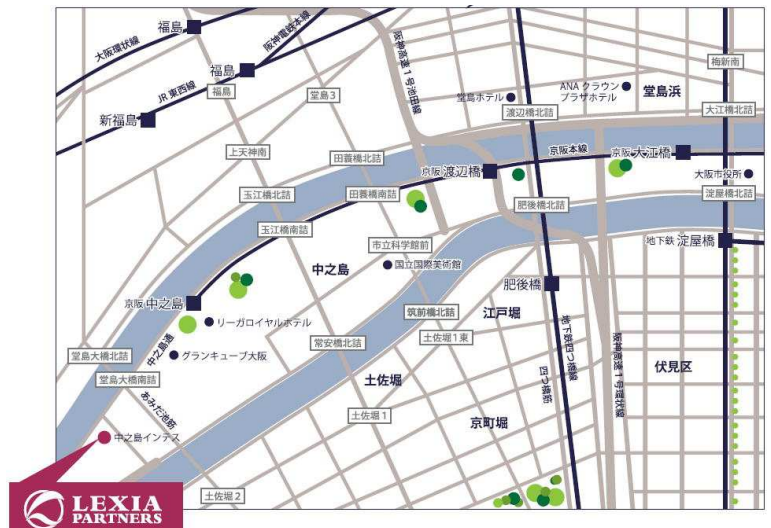 福島
大阪環状線
阪神電鉄本線
福島
JR東西線
福島
新福島
堂島3
阪神高速1号池田線
堂島ホテル
ANAクラウン
プラザホテル
堂島浜
梅新南
渡辺橋北詰
大江橋北詰
上天神南
田蓑橋北詰
京阪 渡辺橋
京阪本線
京阪 大江橋
大阪市役所
玉江橋北詰
田蓑橋南詰
淀屋橋北詰
肥後橋北詰
玉江橋南詰
市立科学館前
地下鉄 淀屋橋
中之島
国立国際美術館
肥後橋
京阪 中之島
筑前橋北詰
江戸堀
リーガロイヤルホテル
土佐堀1東
常安橋北詰
中之島通
グランキューブ大阪
堂島大橋北詰
堂島大橋南詰
地下鉄四つ橋線
四つ橋筋
阪神高速1号環状線
伏見区
土佐堀
あみだ池筋
土佐堀1
京町堀
中之島インテス
土佐堀2
LEXIA
PARTNERS